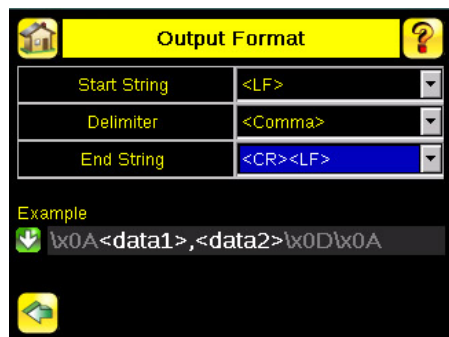 Output Format
?
Start String <LF>
Delimiter <Comma>
End String <CR><LF>
Example
\x0A<data1>,<data2>\x0D\x0A